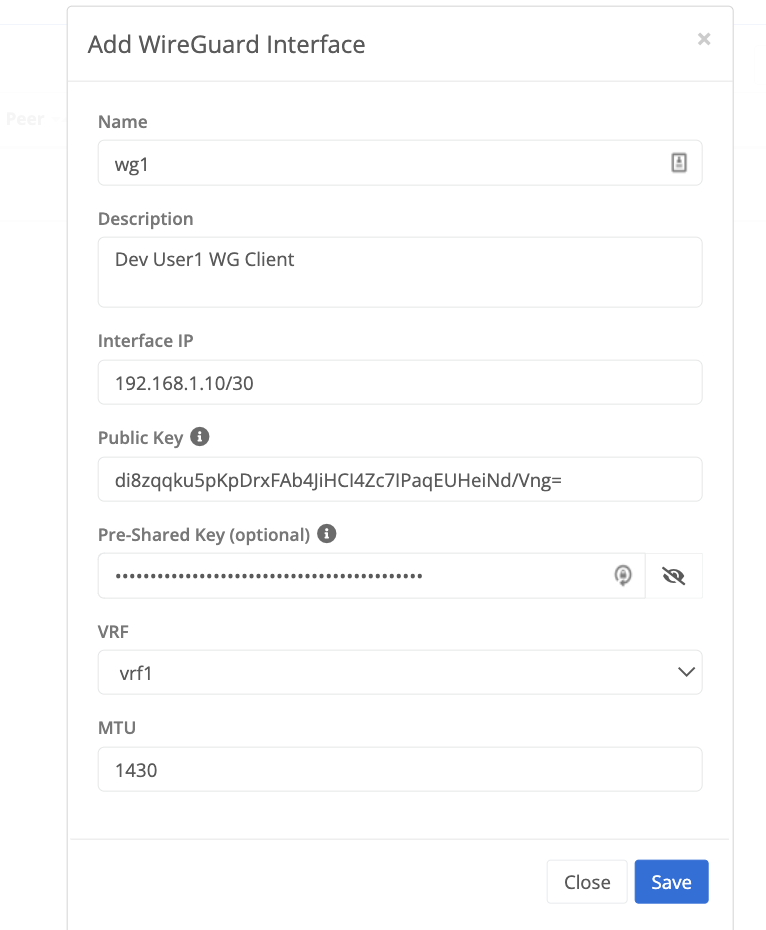 Add WireGuard Interface
×
Peer
Name
wg1
Description
Dev User1 WG Client
Interface IP
192.168.1.10/30
Public Key
di8zqqku5pKpDrxFAb4JiHCI4Zc7IPaqEUHeiNd/Vng=
Pre-Shared Key (optional)
••••••••••••••••••••••••••••••••••••••••••••
VRF
vrf1
MTU
1430
Close
Save